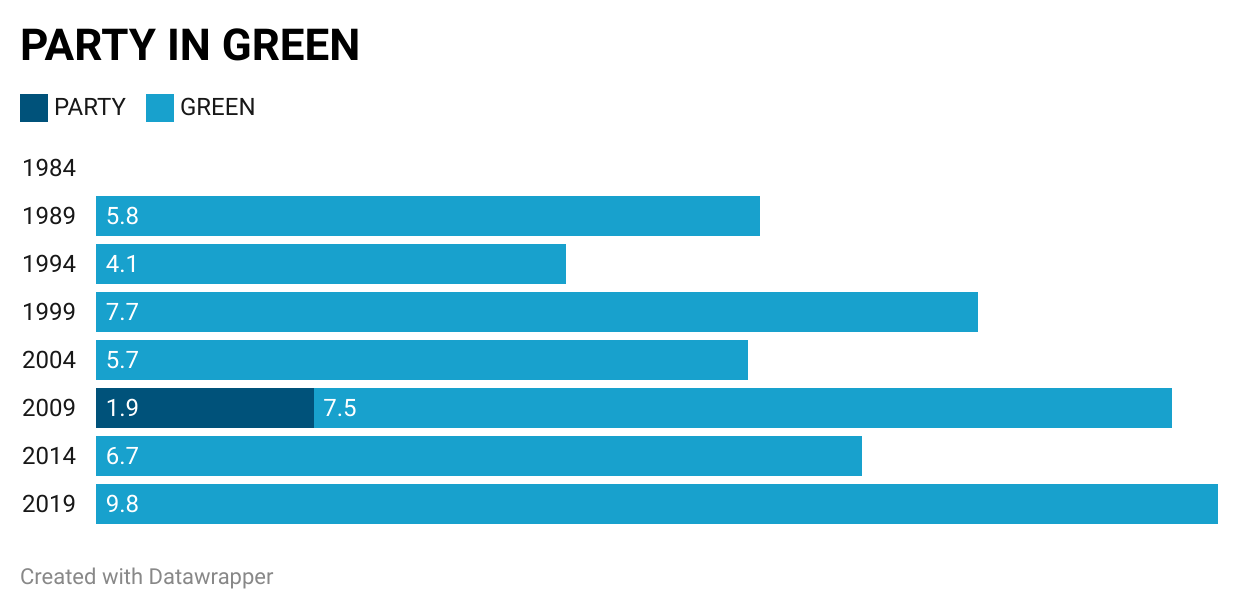 PARTY IN GREEN
PARTY GREEN
1984
1989 5.8
1994 4.1
1999 7.7
2004 5.7
2009 1.9 7.5
2014 6.7
2019 9.8
Created with Datawrapper